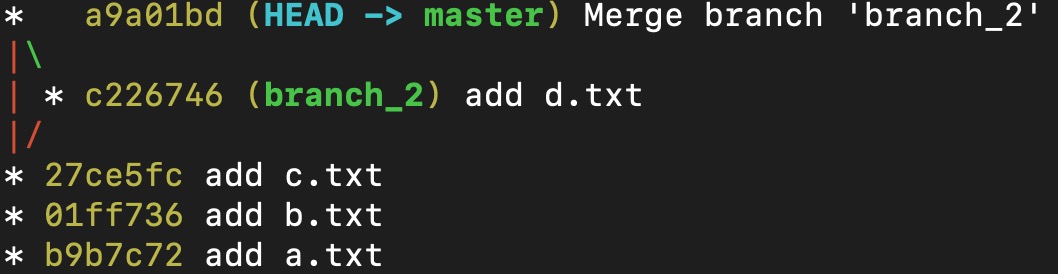 *   a9a01bd (HEAD -> master) Merge branch 'branch_2'
|\
| * c226746 (branch_2) add d.txt
|/
* 27ce5fc add c.txt
* 01ff736 add b.txt
* b9b7c72 add a.txt